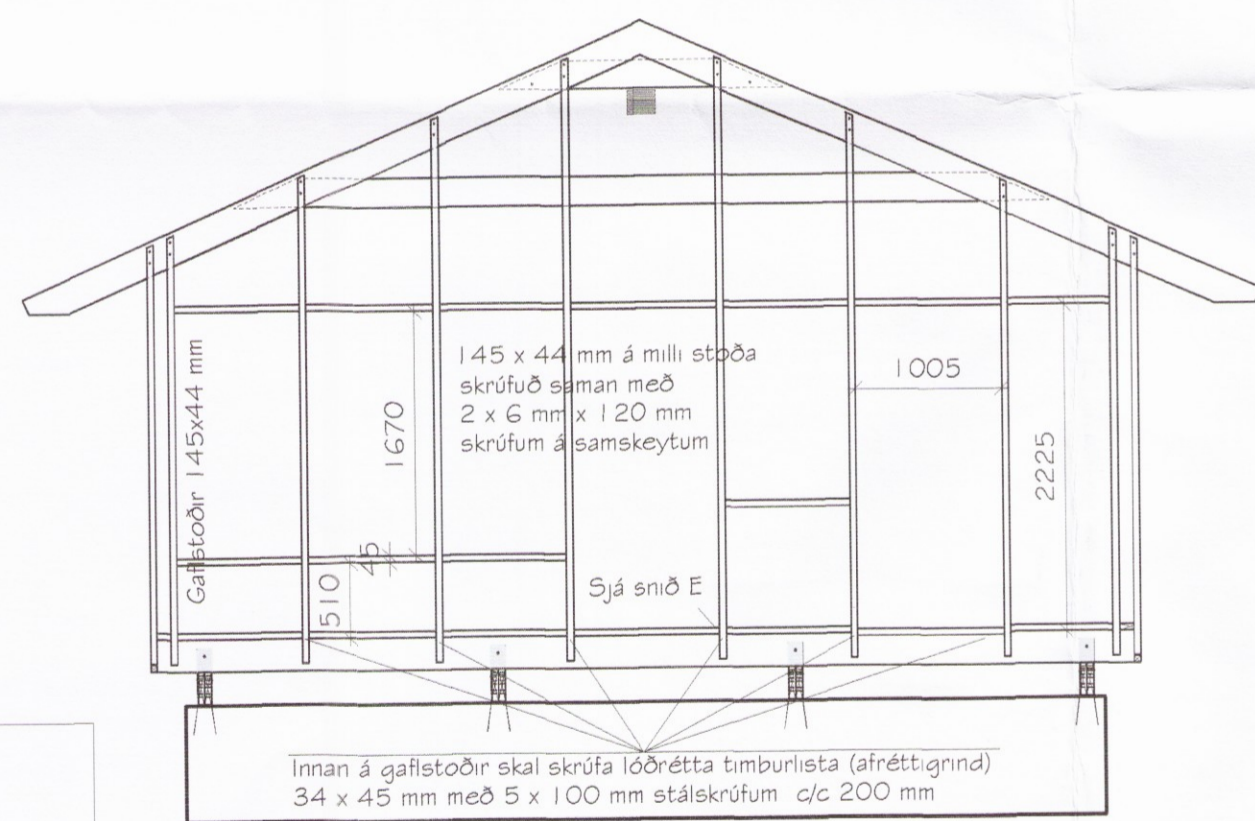 145 x 44 mm á milli stoða
skrúfuð saman með
2 x 6 mm x 120 mm
skrúfum á samskeytum
1005
Gaflstoðir 145x44 mm
1670
2225
45
510
Sjá snið E
Innan á gaflstoðir skal skrúfa lóðrétta timburlista (afréttigrind)
34 x 45 mm með 5 x 100 mm stálskrúfum c/c 200 mm